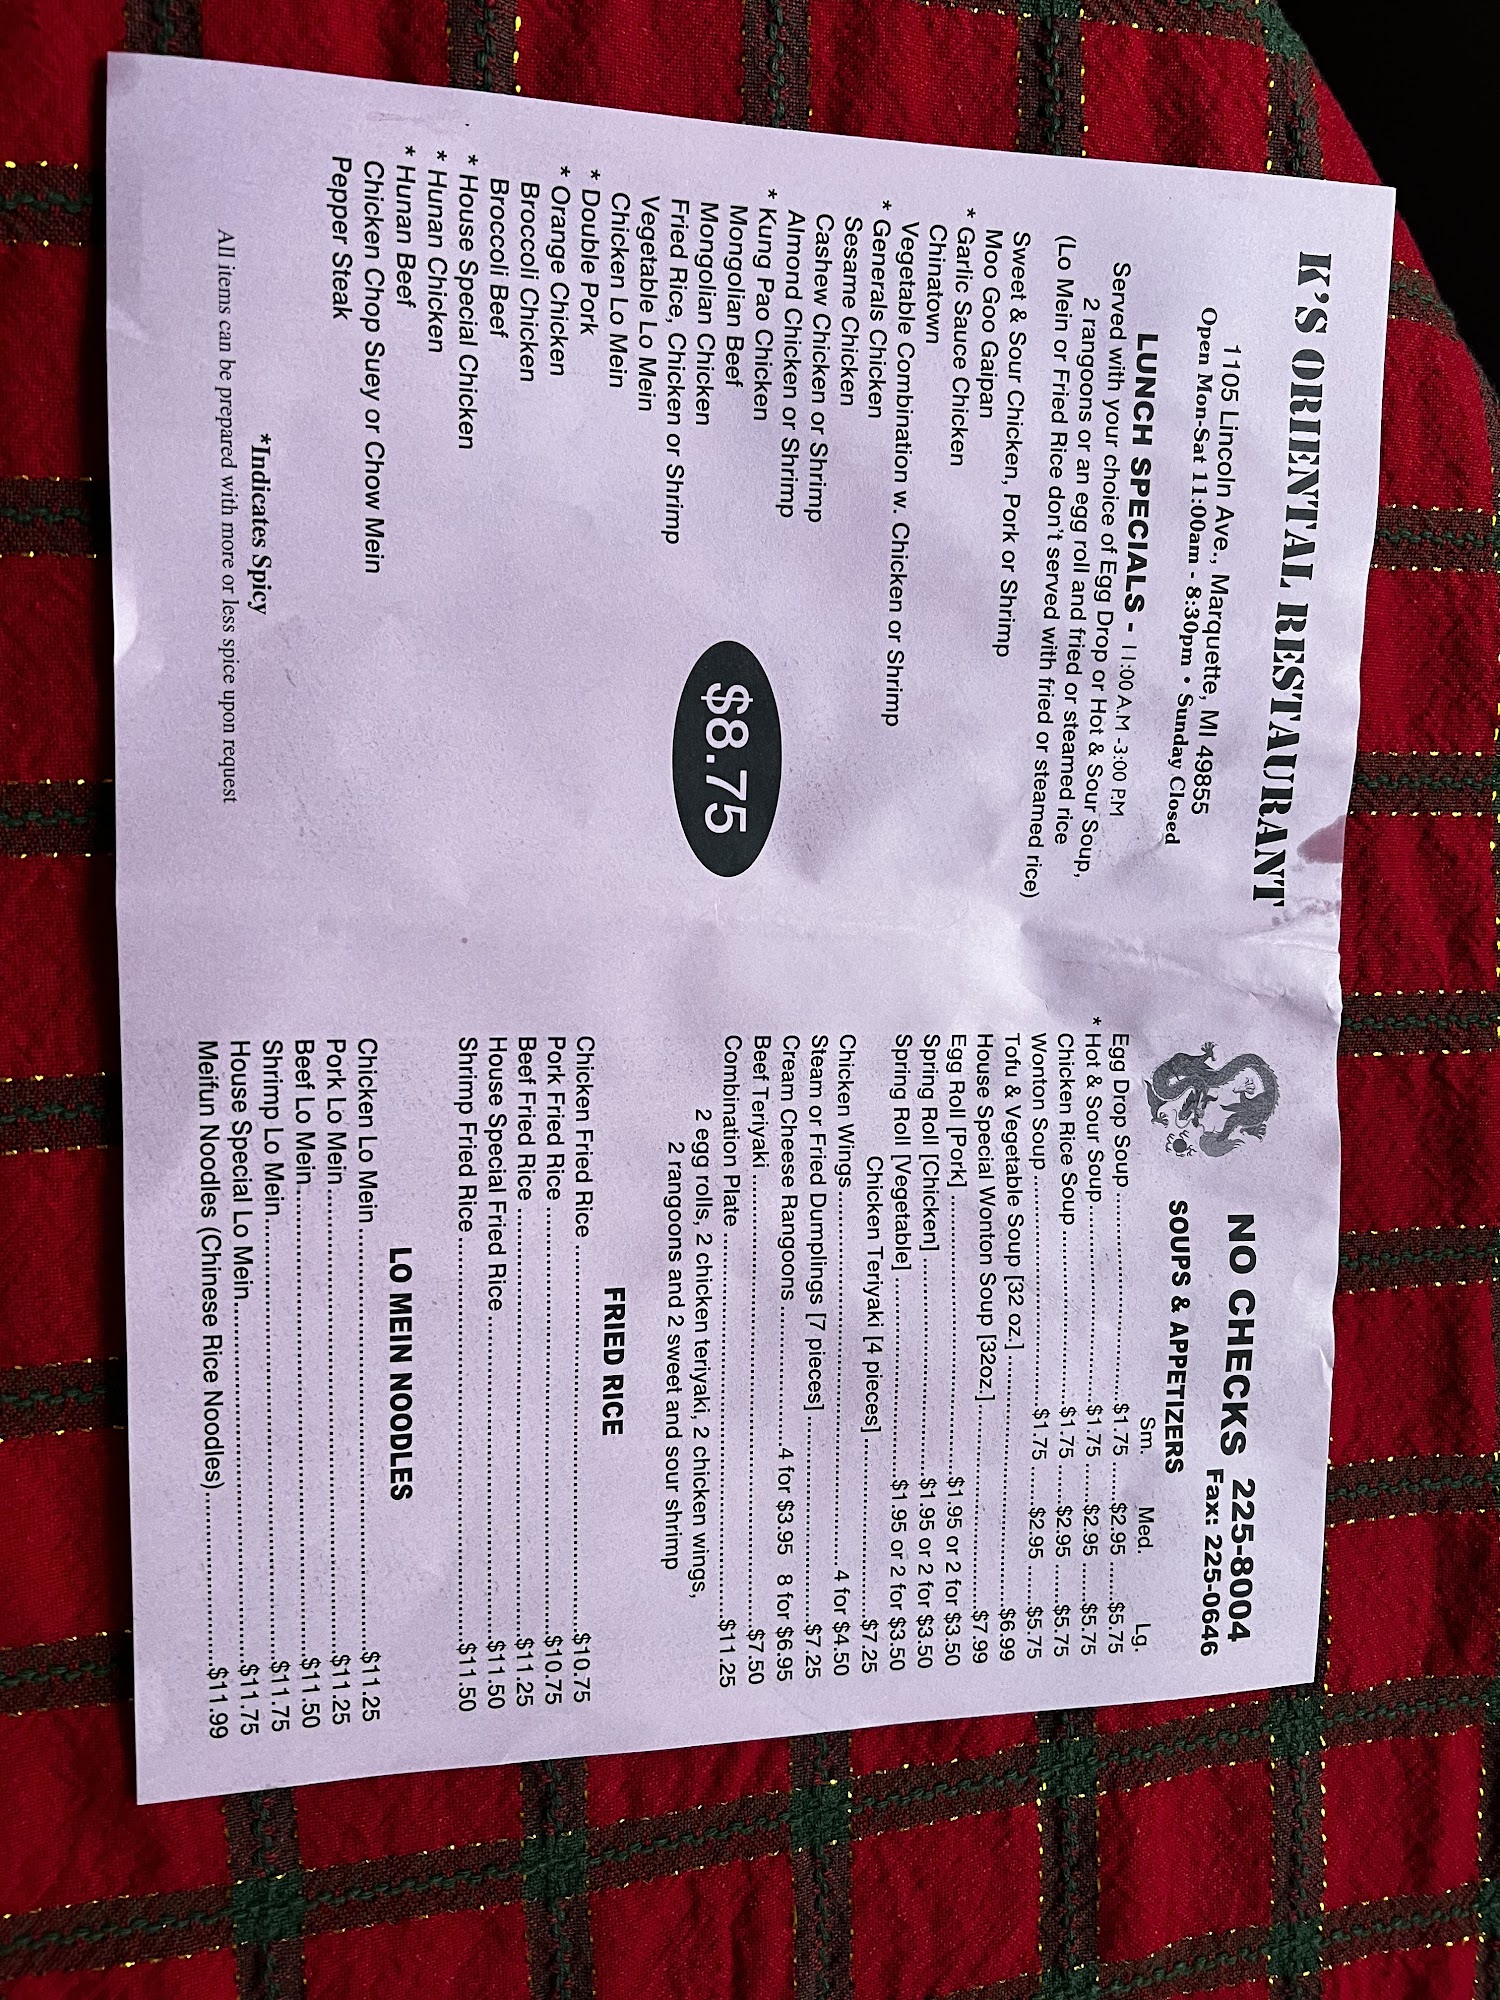 K'S ORIENTAL RESTAURANT
1105 Lincoln Ave., Marquette, MI 49855
Open Mon-Sat 11:00am - 8:30pm • Sunday Closed
LUNCH SPECIALS - 11:00 A.M -3:00 P.M
Served with your choice of Egg Drop or Hot & Sour Soup,
2 rangoons or an egg roll and fried or steamed rice
(Lo Mein or Fried Rice don't served with fried or steamed rice)
Sweet & Sour Chicken, Pork or Shrimp
Moo Goo Gaipan
* Garlic Sauce Chicken
Chinatown
Vegetable Combination w. Chicken or Shrimp
* Generals Chicken
Sesame Chicken
Cashew Chicken or Shrimp
Almond Chicken or Shrimp
* Kung Pao Chicken
Mongolian Beef
Mongolian Chicken
Fried Rice, Chicken or Shrimp
Vegetable Lo Mein
Chicken Lo Mein
* Double Pork
* Orange Chicken
Broccoli Chicken
Broccoli Beef
* House Special Chicken
* Hunan Chicken
* Hunan Beef
Chicken Chop Suey or Chow Mein
Pepper Steak
$8.75
*Indicates Spicy
All items can be prepared with more or less spice upon request
NO CHECKS 225-8004
Fax: 225-0646
SOUPS & APPETIZERS
Sm. Med. Lg.
Egg Drop Soup ........ $1.75 ...... $2.95 ...... $5.75
* Hot & Sour Soup ........ $1.75 ...... $2.95 ...... $5.75
Chicken Rice Soup ........ $1.75 ...... $2.95 ...... $5.75
Wonton Soup ........ $1.75 ...... $2.95 ...... $5.75
Tofu & Vegetable Soup [32 oz.] ........ $6.99
House Special Wonton Soup [32oz.] ........ $7.99
Egg Roll [Pork] ........ $1.95 or 2 for $3.50
Spring Roll [Chicken] ........ $1.95 or 2 for $3.50
Spring Roll [Vegetable] ........ $1.95 or 2 for $3.50
Chicken Teriyaki [4 pieces] ........ $7.25
Chicken Wings ........ 4 for $4.50
Steam or Fried Dumplings [7 pieces] ........ $7.25
Cream Cheese Rangoons ........ 4 for $3.95 8 for $6.95
Beef Teriyaki ........ $7.50
Combination Plate ........ $11.25
2 egg rolls, 2 chicken teriyaki, 2 chicken wings,
2 rangoons and 2 sweet and sour shrimp
FRIED RICE
Chicken Fried Rice ........ $10.75
Pork Fried Rice ........ $10.75
Beef Fried Rice ........ $11.25
House Special Fried Rice ........ $11.50
Shrimp Fried Rice ........ $11.50
LO MEIN NOODLES
Chicken Lo Mein ........ $11.25
Pork Lo Mein ........ $11.25
Beef Lo Mein ........ $11.50
Shrimp Lo Mein ........ $11.75
House Special Lo Mein ........ $11.75
Meifun Noodles (Chinese Rice Noodles) ........ $11.99